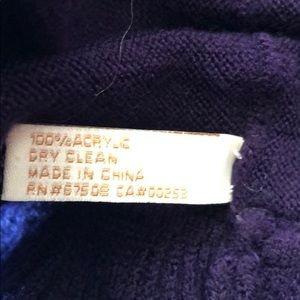 100% ACRYLIC
DRY CLEAN
MADE IN CHINA
RN#67508 CA#00253